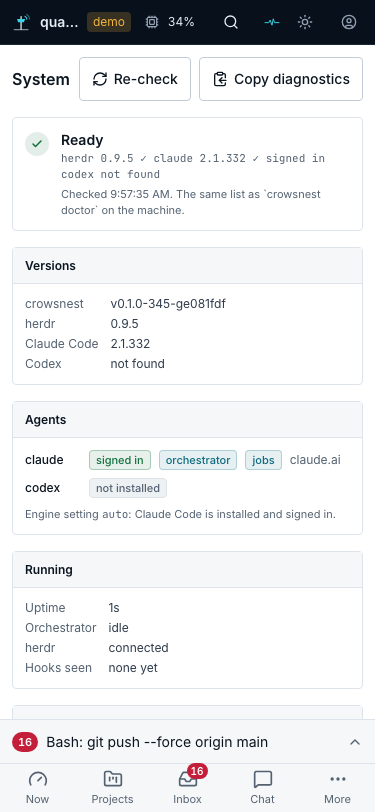 qua... demo 34%
System Re-check Copy diagnostics
Ready
herdr 0.9.5 ✓ claude 2.1.332 ✓ signed in
codex not found
Checked 9:57:35 AM. The same list as `crowsnest
doctor` on the machine.
Versions
crowsnest v0.1.0-345-ge081fdf
herdr 0.9.5
Claude Code 2.1.332
Codex not found
Agents
claude signed in orchestrator jobs claude.ai
codex not installed
Engine setting auto: Claude Code is installed and signed in.
Running
Uptime 1s
Orchestrator idle
herdr connected
Hooks seen none yet
16 Bash: git push --force origin main
16
Now Projects Inbox Chat More